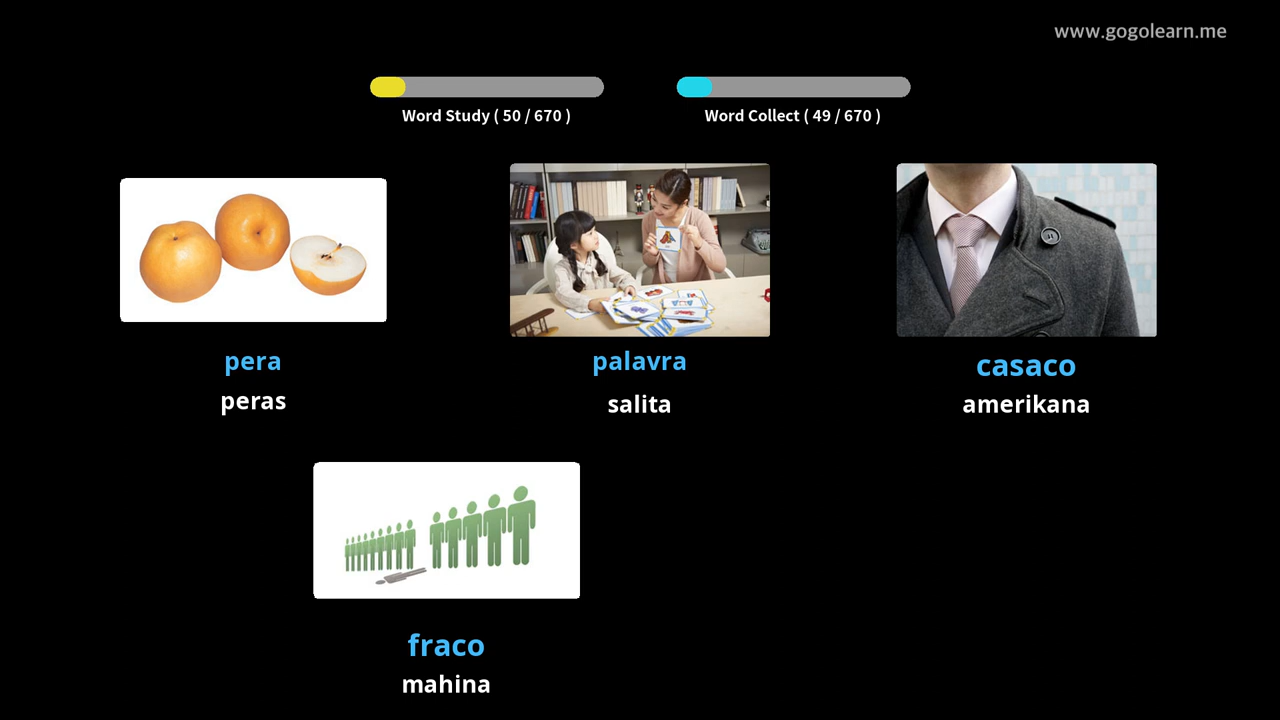 www.gogolearn.me
Word Study ( 50 / 670 )
Word Collect ( 49 / 670 )
pera
peras
palavra
salita
casaco
amerikana
fraco
mahina